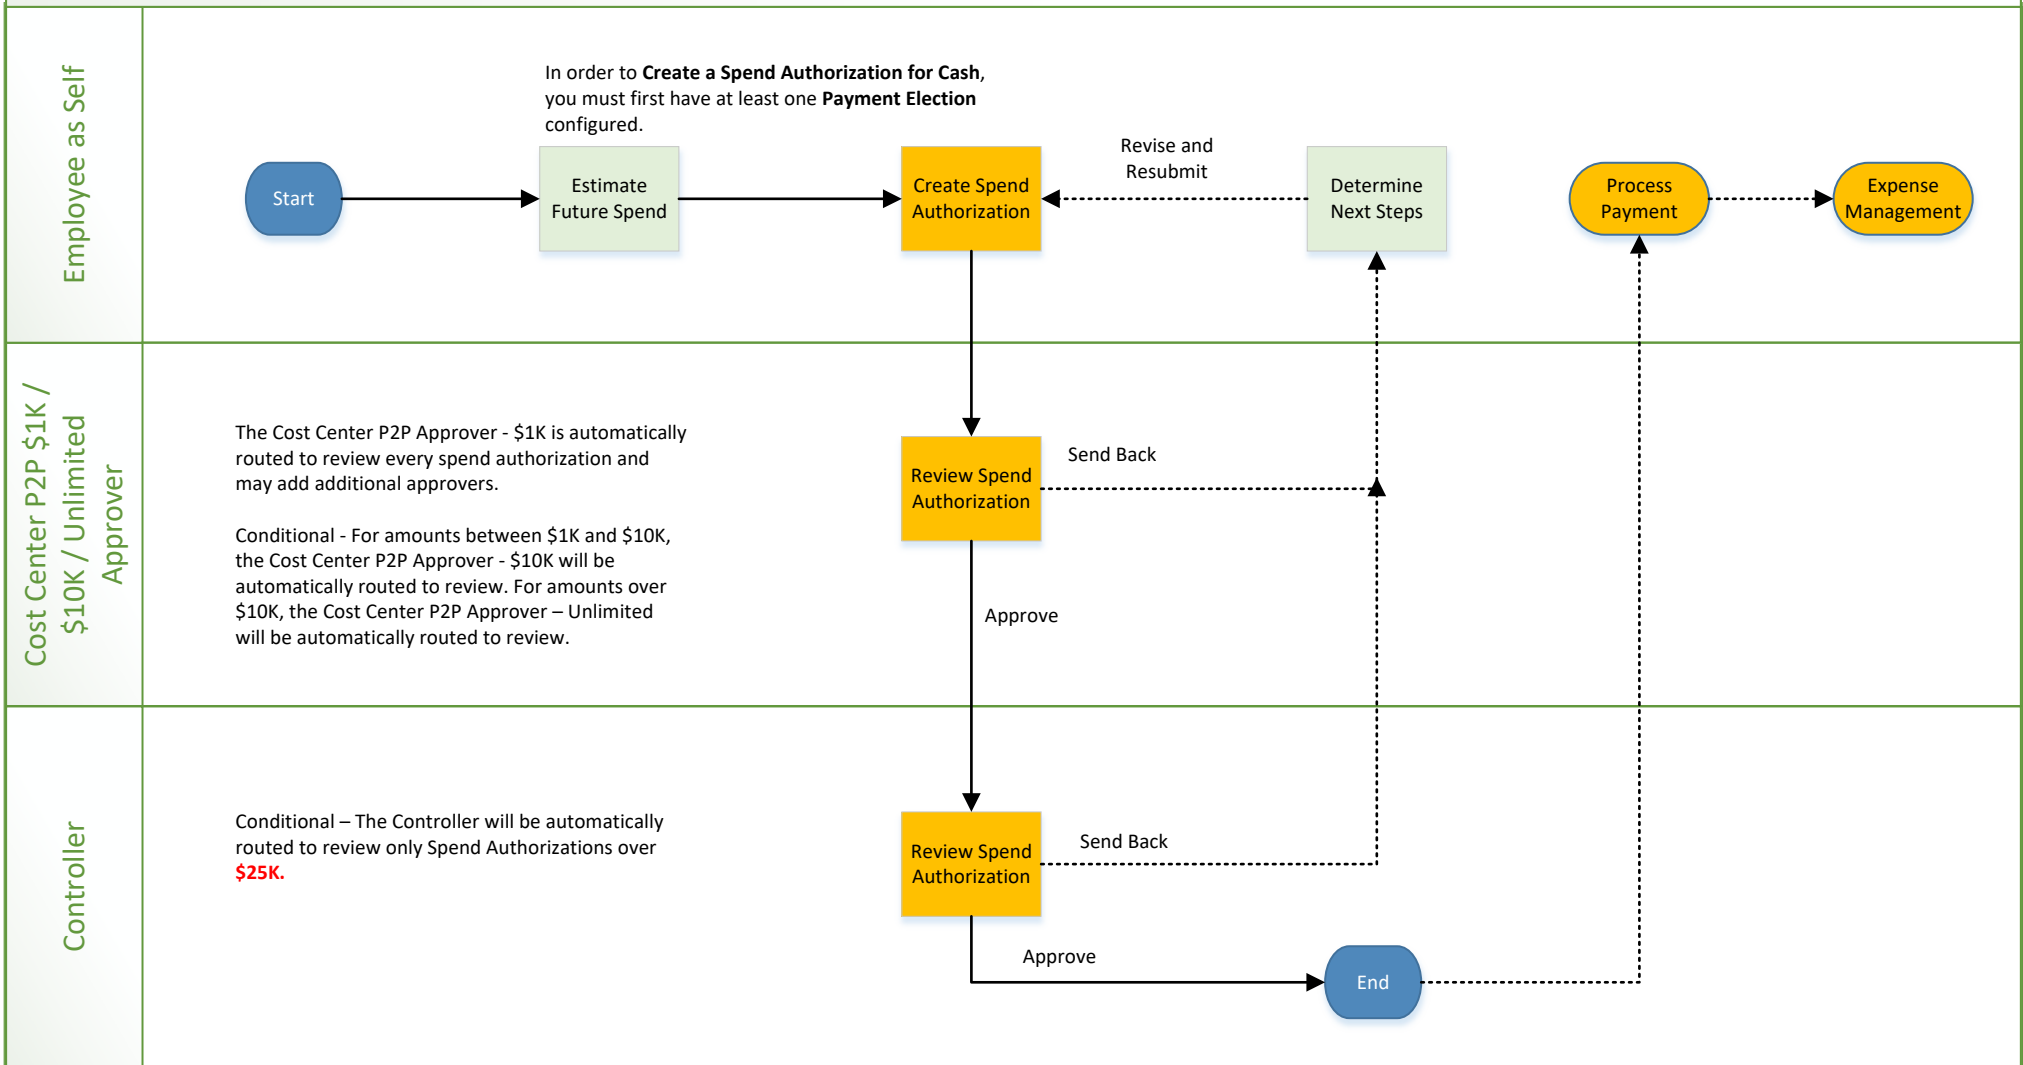 Employee as Self
In order to Create a Spend Authorization for Cash,
you must first have at least one Payment Election
configured.
Start
Estimate
Future Spend
Create Spend
Authorization
Revise and
Resubmit
Determine
Next Steps
Process
Payment
Expense
Management
Cost Center P2P $1K /
$10K / Unlimited
Approver
The Cost Center P2P Approver - $1K is automatically
routed to review every spend authorization and
may add additional approvers.
Conditional - For amounts between $1K and $10K,
the Cost Center P2P Approver - $10K will be
automatically routed to review. For amounts over
$10K, the Cost Center P2P Approver – Unlimited
will be automatically routed to review.
Review Spend
Authorization
Send Back
Approve
Controller
Conditional – The Controller will be automatically
routed to review only Spend Authorizations over
$25K.
Review Spend
Authorization
Send Back
Approve
End